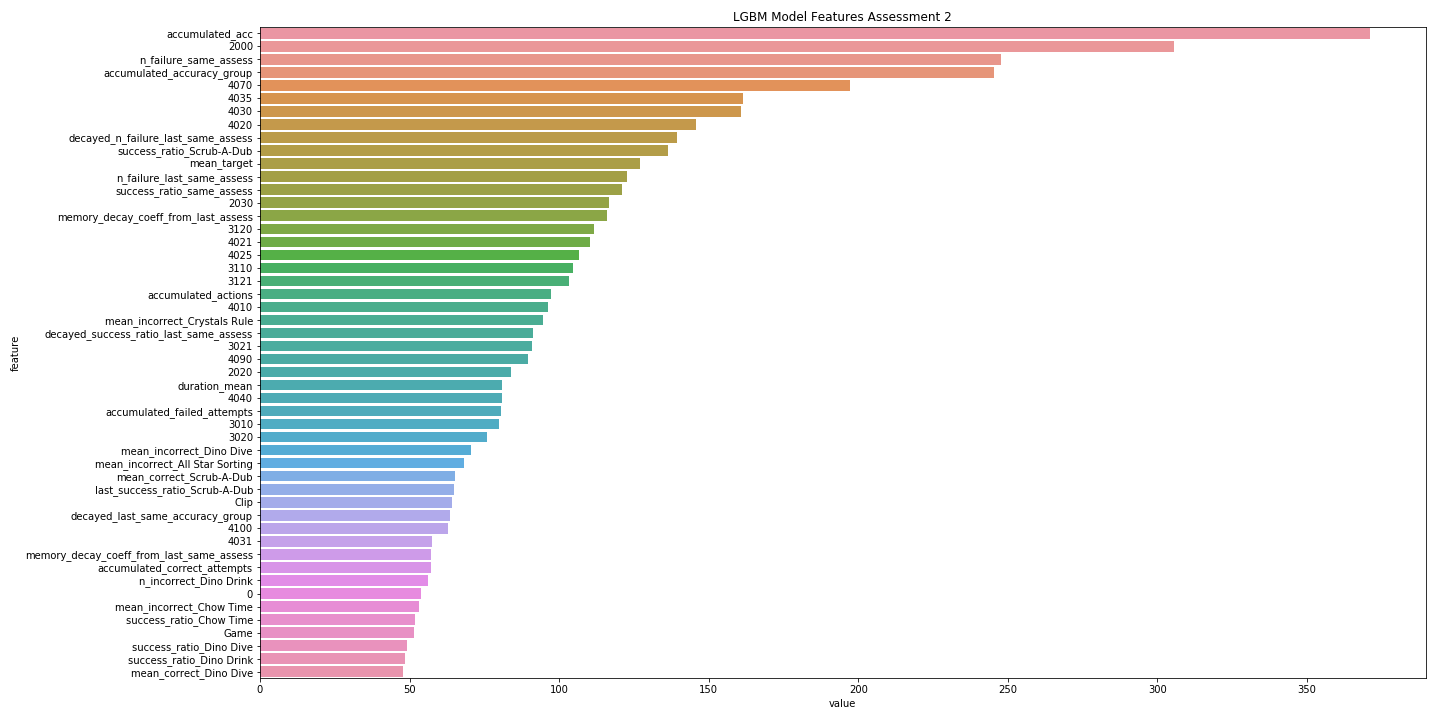 LGBM Model Features Assessment 2
feature
accumulated_acc
2000
n_failure_same_assess
accumulated_accuracy_group
4070
4035
4030
4020
decayed_n_failure_last_same_assess
success_ratio_Scrub-A-Dub
mean_target
n_failure_last_same_assess
success_ratio_same_assess
2030
memory_decay_coeff_from_last_assess
3120
4021
4025
3110
3121
accumulated_actions
4010
mean_incorrect_Crystals Rule
decayed_success_ratio_last_same_assess
3021
4090
2020
duration_mean
4040
accumulated_failed_attempts
3010
3020
mean_incorrect_Dino Dive
mean_incorrect_All Star Sorting
mean_correct_Scrub-A-Dub
last_success_ratio_Scrub-A-Dub
Clip
decayed_last_same_accuracy_group
4100
4031
memory_decay_coeff_from_last_same_assess
accumulated_correct_attempts
n_incorrect_Dino Drink
0
mean_incorrect_Chow Time
success_ratio_Chow Time
Game
success_ratio_Dino Dive
success_ratio_Dino Drink
mean_correct_Dino Dive
0 50 100 150 200 250 300 350
value